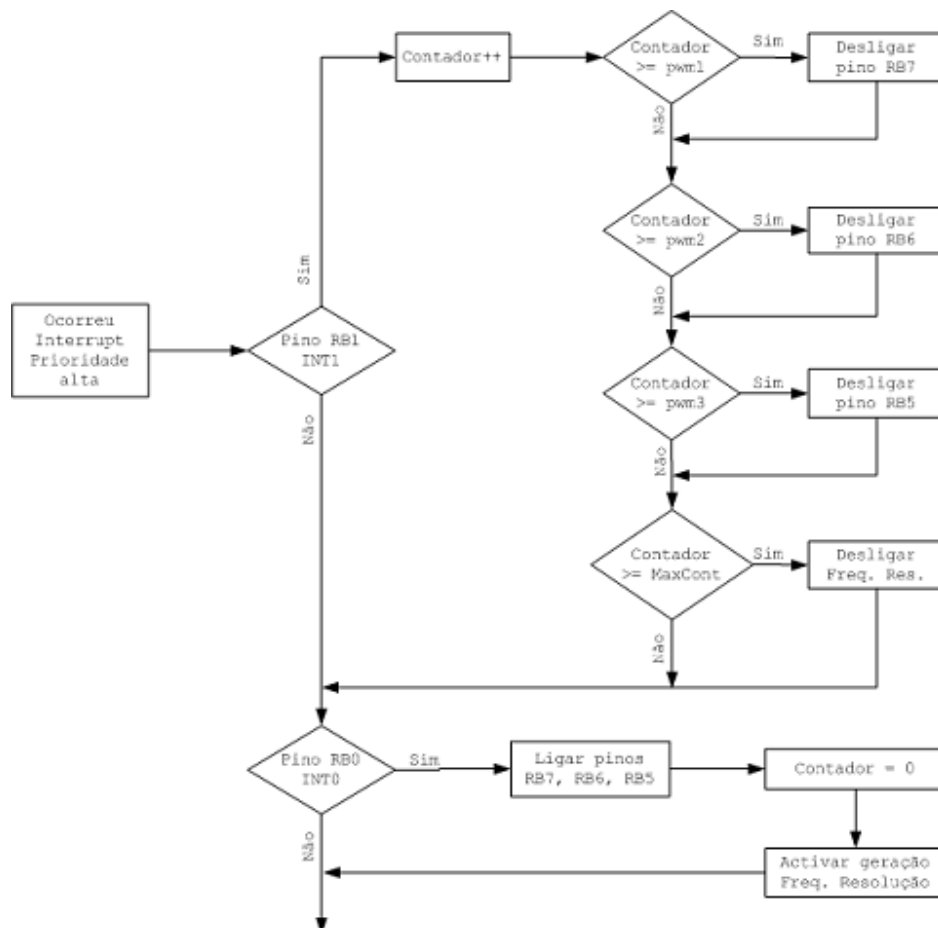 Contador++
Contador
>= pwm1
Sim
Desligar
pino RB7
Não
Contador
>= pwm2
Sim
Desligar
pino RB6
Não
Sim
Ocorreu
Interrupt
Prioridade
alta
Pino RB1
INT1
Não
Contador
>= pwm3
Sim
Desligar
pino RB5
Não
Contador
>= MaxCont
Sim
Desligar
Freq. Res.
Não
Pino RB0
INT0
Sim
Ligar pinos
RB7, RB6, RB5
Contador = 0
Não
Activar geração
Freq. Resolução